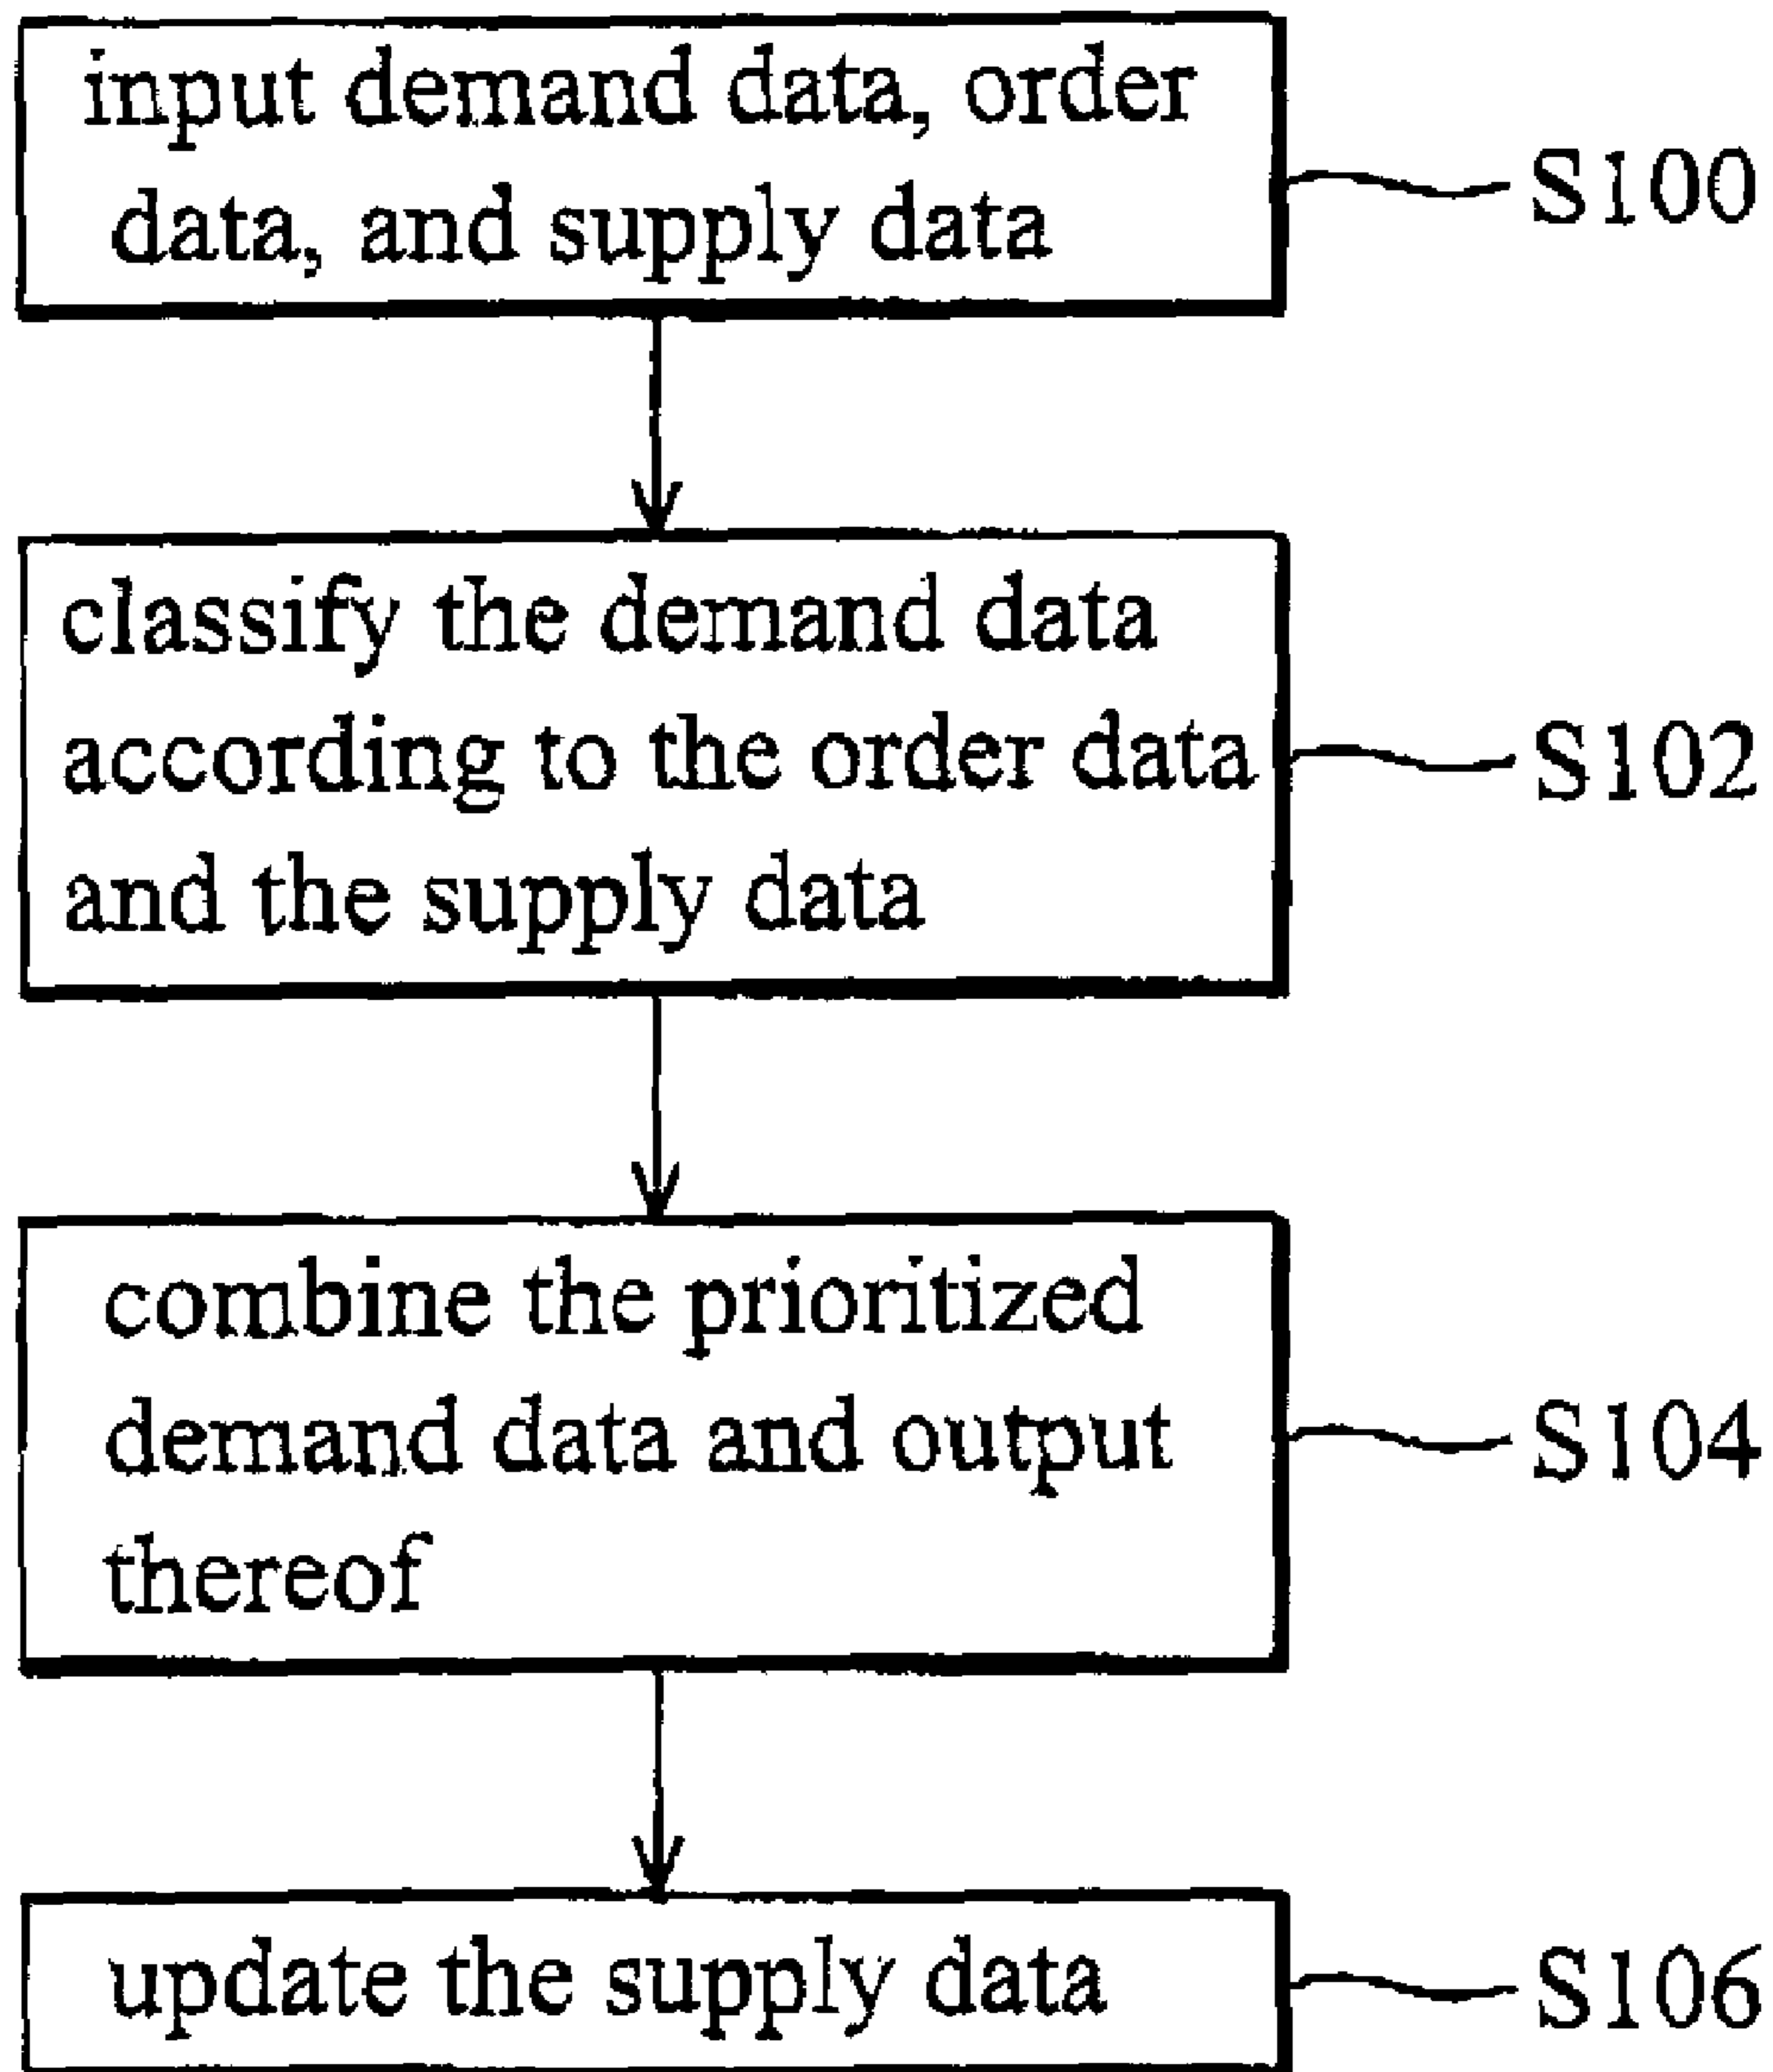 input demand data, order
data, and supply data
S100
classify the demand data
according to the order data
and the supply data
S102
combine the prioritized
demand data and output
thereof
S104
update the supply data
S106